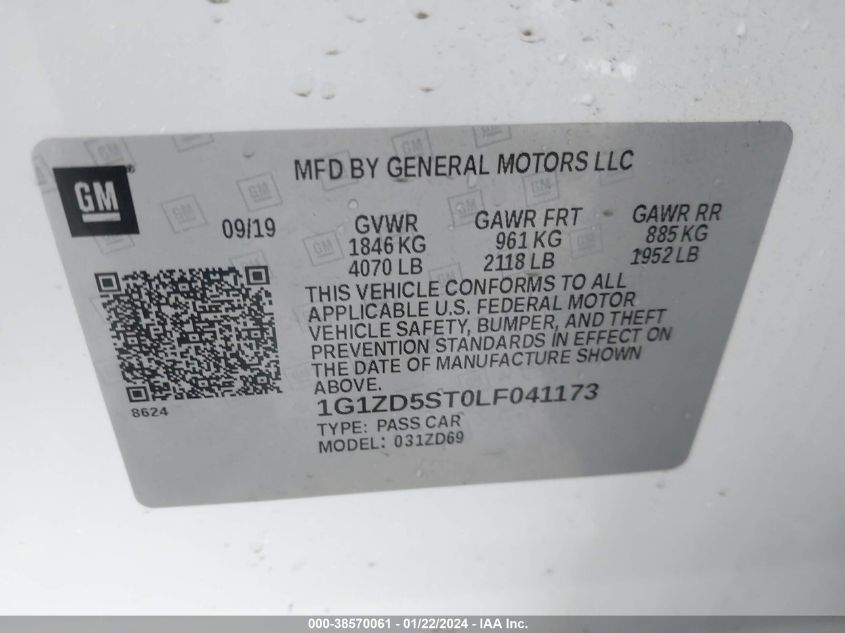 MFD BY GENERAL MOTORS LLC
GM
09/19
GVWR GAWR FRT GAWR RR
1846 KG 961 KG 885 KG
4070 LB 2118 LB 1952 LB
THIS VEHICLE CONFORMS TO ALL
APPLICABLE U.S. FEDERAL MOTOR
VEHICLE SAFETY, BUMPER, AND THEFT
PREVENTION STANDARDS IN EFFECT ON
THE DATE OF MANUFACTURE SHOWN
ABOVE.
8624
1G1ZD5ST0LF041173
TYPE: PASS CAR
MODEL: 031ZD69
000-38570061 - 01/22/2024 - IAA Inc.